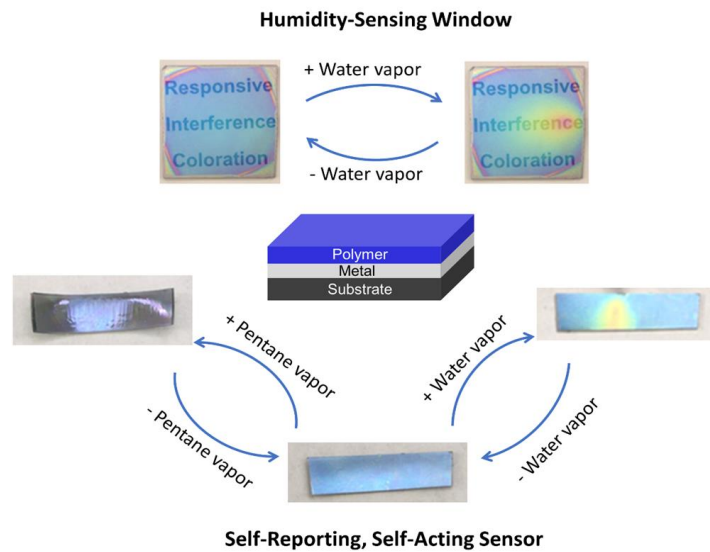 Humidity-Sensing Window
+ Water vapor
Responsive
Interference
Coloration
Responsive
Interference
Coloration
- Water vapor
Polymer
Metal
Substrate
+ Pentane vapor
- Pentane vapor
+ Water vapor
- Water vapor
Self-Reporting, Self-Acting Sensor